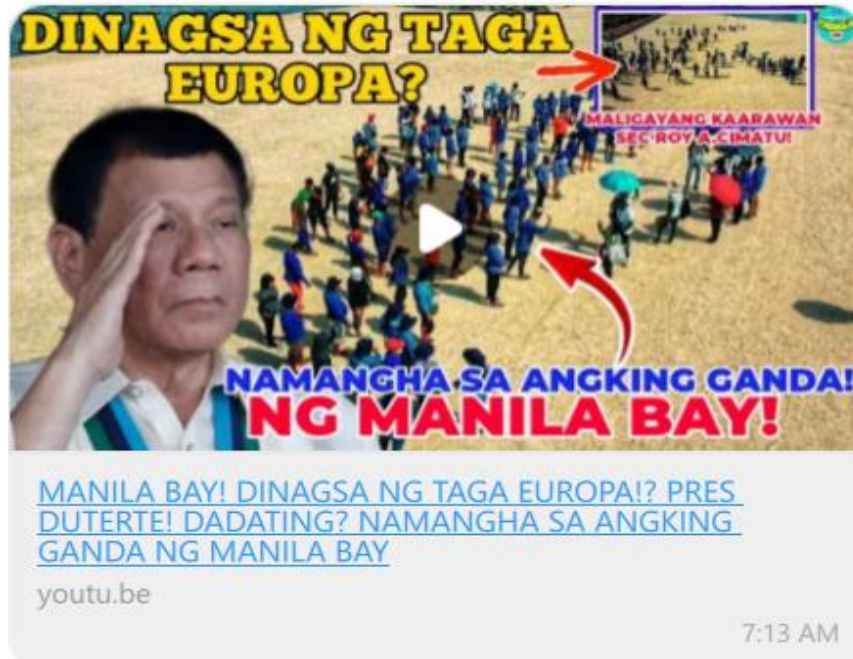 DINAGSA NG TAGA
EUROPA?
MALIGAYANG KAARAWAN
SEC ROY A.CIMATU!
NAMANGHA SA ANGKING GANDA!
NG MANILA BAY!
MANILA BAY! DINAGSA NG TAGA EUROPA!? PRES
DUTERTE! DADATING? NAMANGHA SA ANGKING
GANDA NG MANILA BAY
youtu.be
7:13 AM